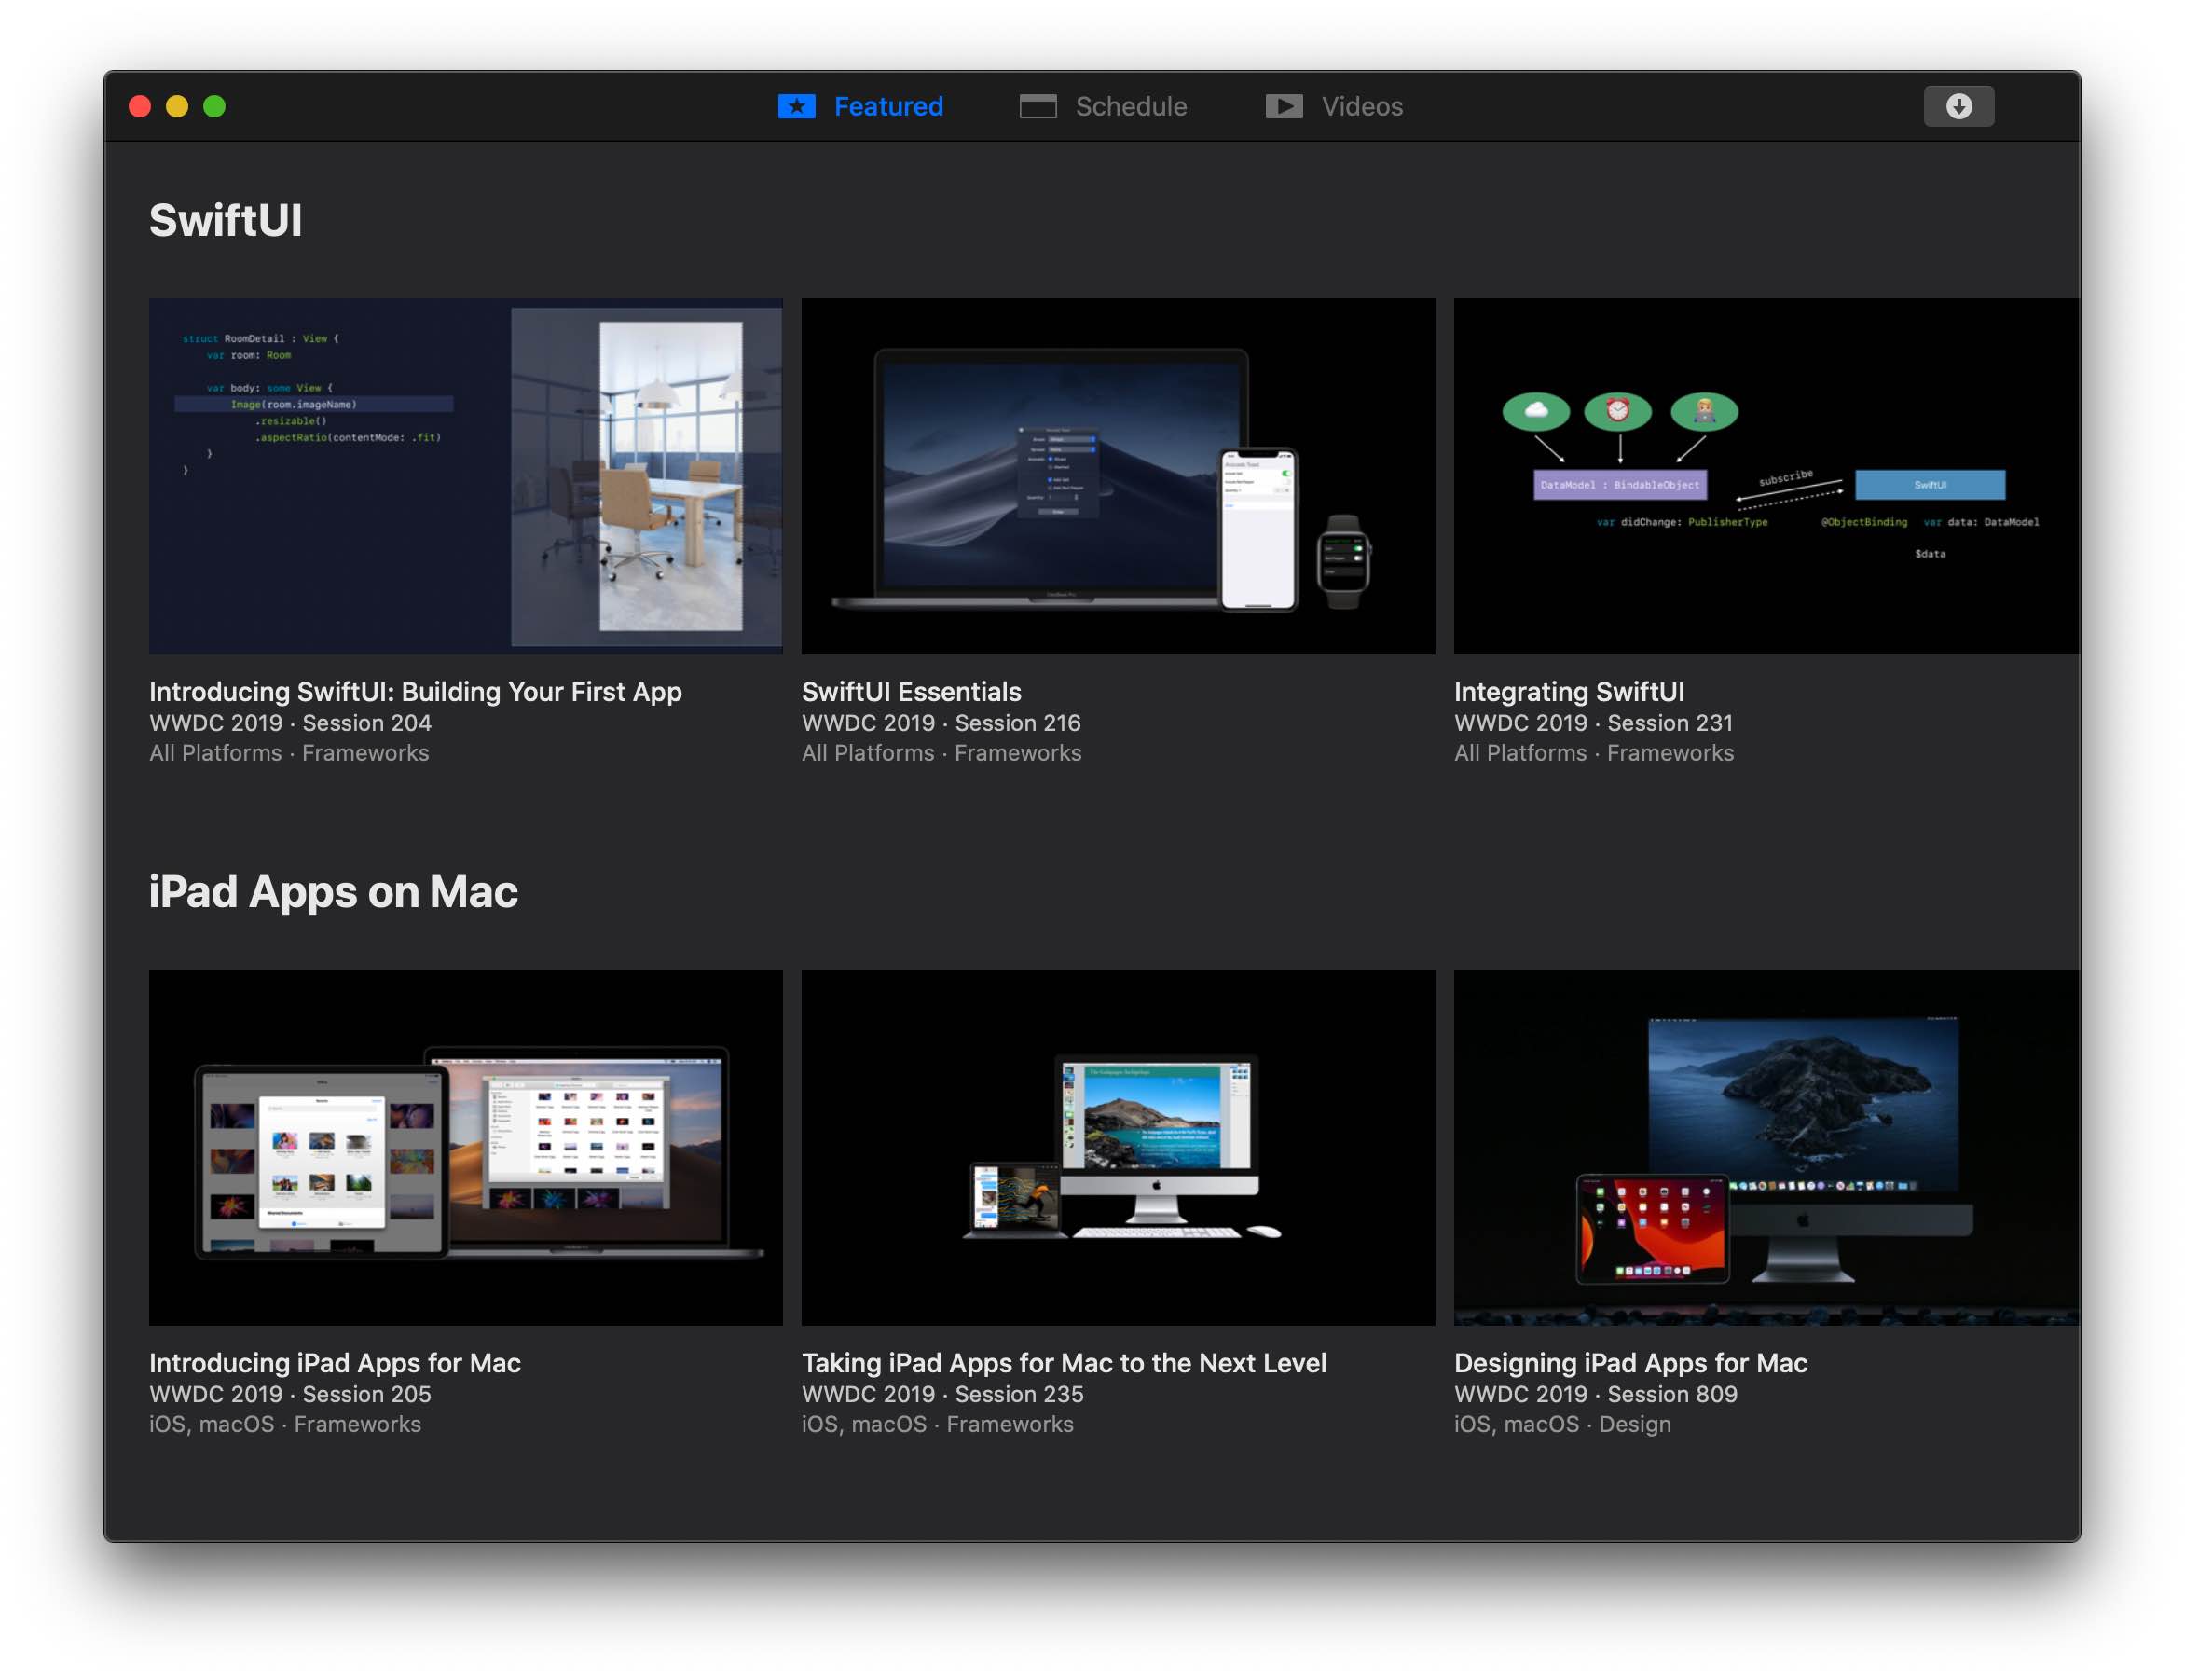 Featured
Schedule
Videos
SwiftUI
struct RoomDetail : View {
var room: Room
var body: some View {
Image(room.imageName)
.resizable()
.aspectRatio(contentMode: .fit)
}
}
DataModel : BindableObject
subscribe
SwiftUI
var didChange: PublisherType
@ObjectBinding var data: DataModel
$data
Introducing SwiftUI: Building Your First App
WWDC 2019 · Session 204
All Platforms · Frameworks
SwiftUI Essentials
WWDC 2019 · Session 216
All Platforms · Frameworks
Integrating SwiftUI
WWDC 2019 · Session 231
All Platforms · Frameworks
iPad Apps on Mac
Introducing iPad Apps for Mac
WWDC 2019 · Session 205
iOS, macOS · Frameworks
Taking iPad Apps for Mac to the Next Level
WWDC 2019 · Session 235
iOS, macOS · Frameworks
Designing iPad Apps for Mac
WWDC 2019 · Session 809
iOS, macOS · Design